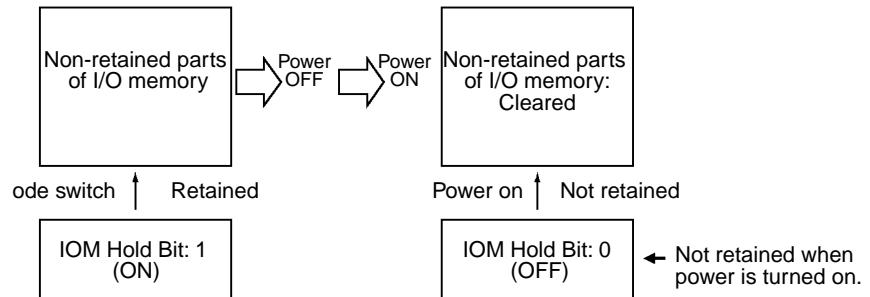 Non-retained parts
of I/O memory
Power
OFF
Power
ON
Non-retained parts
of I/O memory:
Cleared
ode switch
Retained
Power on
Not retained
IOM Hold Bit: 1
(ON)
IOM Hold Bit: 0
(OFF)
Not retained when
power is turned on.